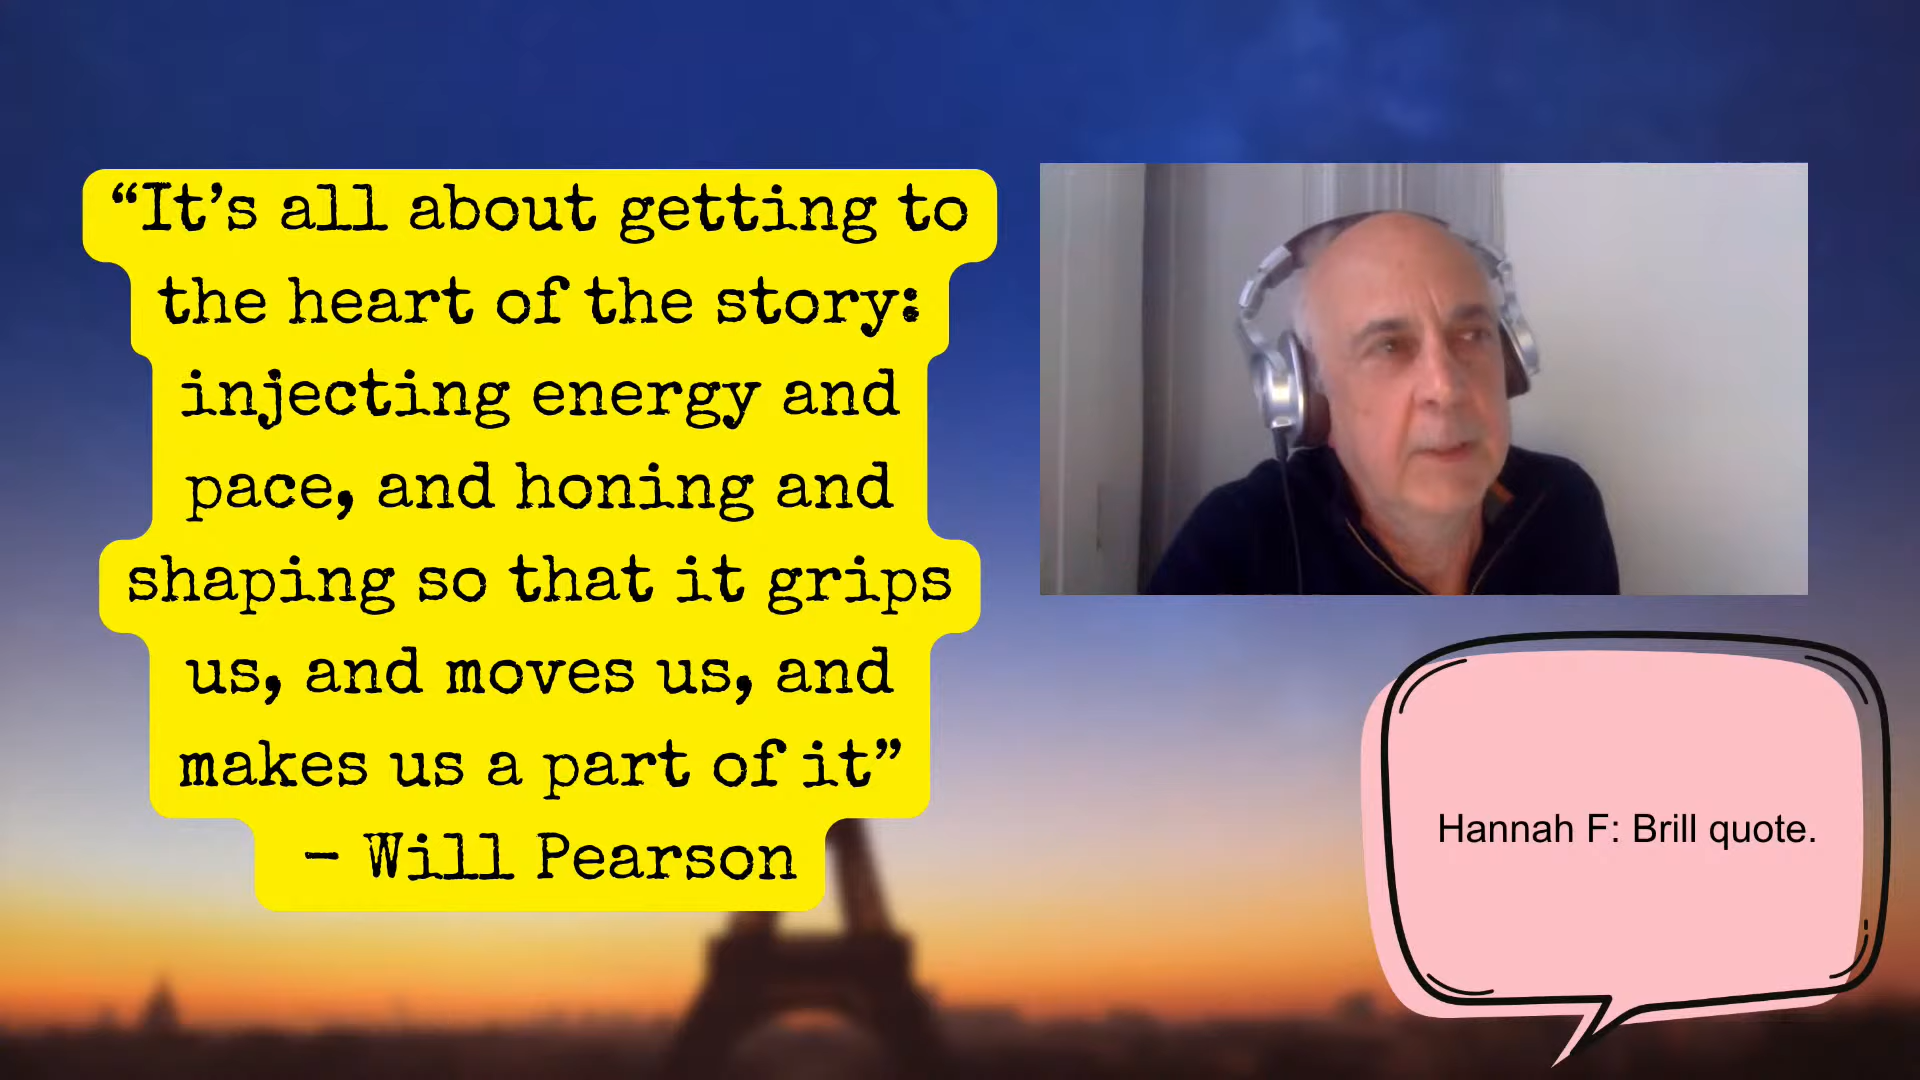 “It’s all about getting to
the heart of the story:
injecting energy and
pace, and honing and
shaping so that it grips
us, and moves us, and
makes us a part of it”
– Will Pearson
Hannah F: Brill quote.